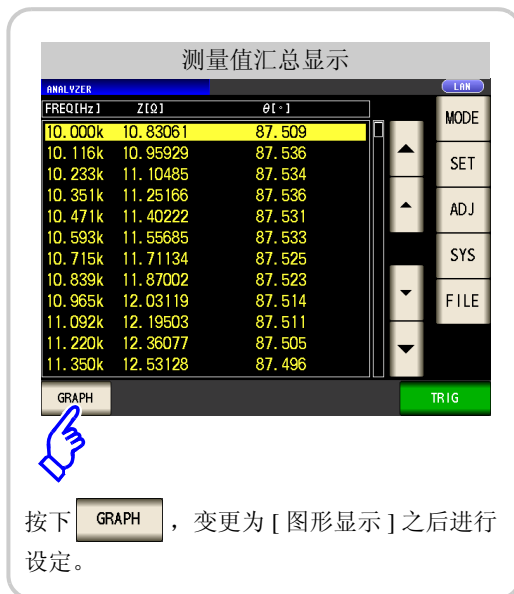 测量值汇总显示
ANALYZER LAN
FREQ[Hz] Z[Ω] θ[°]
10.000k 10.83061 87.509
10.116k 10.95929 87.536
10.233k 11.10485 87.534
10.351k 11.25166 87.536
10.471k 11.40222 87.531
10.593k 11.55685 87.533
10.715k 11.71134 87.525
10.839k 11.87002 87.523
10.965k 12.03119 87.514
11.092k 12.19503 87.511
11.220k 12.36077 87.505
11.350k 12.53128 87.496
MODE
SET
ADJ
SYS
FILE
GRAPH TRIG
按下 GRAPH ，变更为 [ 图形显示 ] 之后进行
设定。